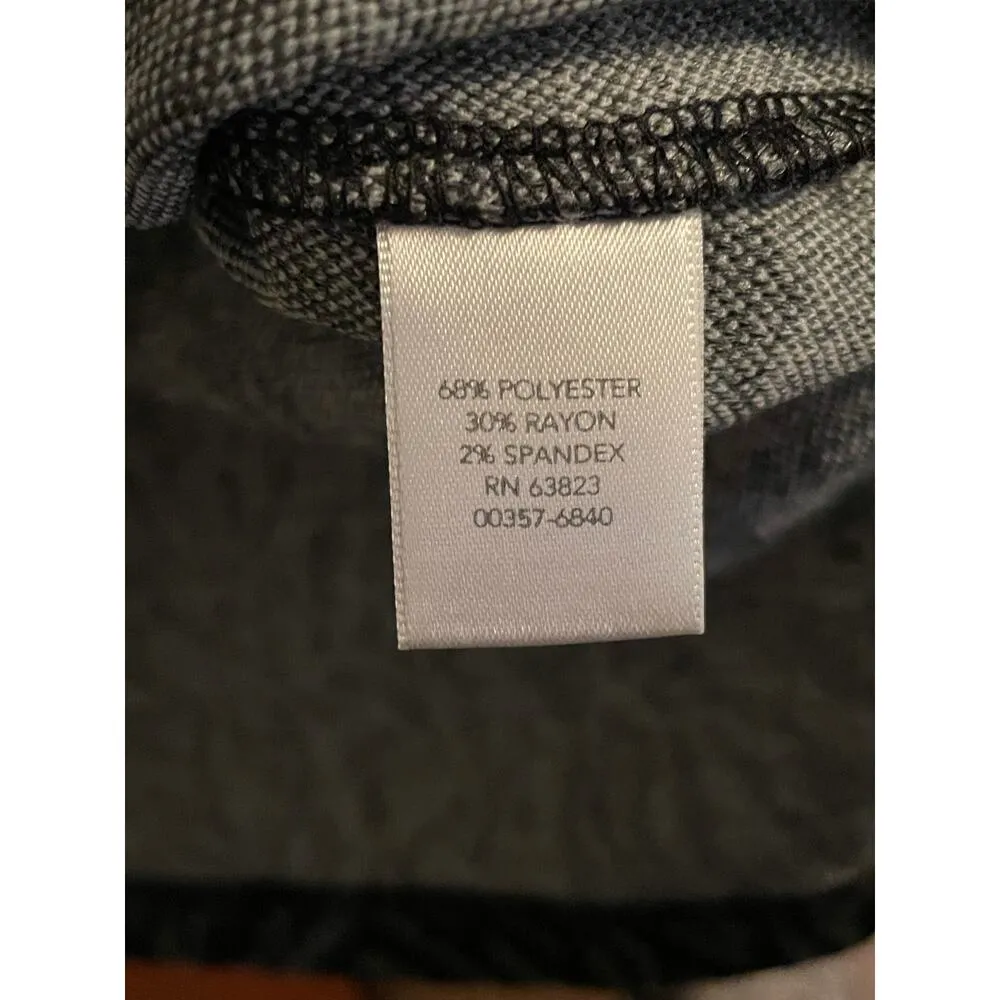 68% POLYESTER
30% RAYON
2% SPANDEX
RN 63823
00357-6840